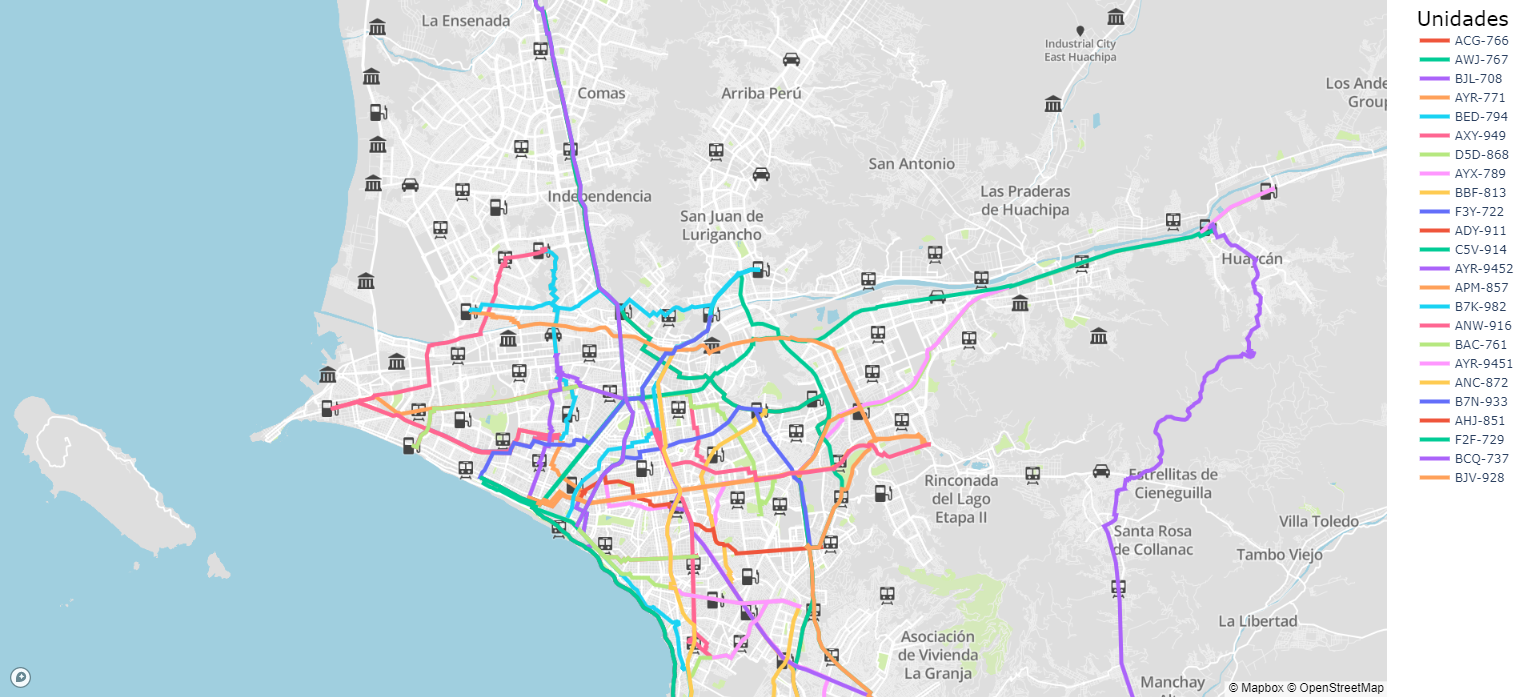 La Ensenada
Industrial City
East Huachipa
Comas
Arriba Perú
Los Ande
Group
San Antonio
Independencia
Las Praderas
de Huachipa
San Juan de
Lurigancho
Huaycán
Rinconada
del Lago
Etapa II
Estrellitas de
Cieneguilla
Santa Rosa
de Collanac
Villa Toledo
Tambo Viejo
La Libertad
Asociación
de Vivienda
La Granja
Manchay
Al
© Mapbox © OpenStreetMap
Unidades
ACG-766
AWJ-767
BJL-708
AYR-771
BED-794
AXY-949
D5D-868
AYX-789
BBF-813
F3Y-722
ADY-911
C5V-914
AYR-9452
APM-857
B7K-982
ANW-916
BAC-761
AYR-9451
ANC-872
B7N-933
AHJ-851
F2F-729
BCQ-737
BJV-928